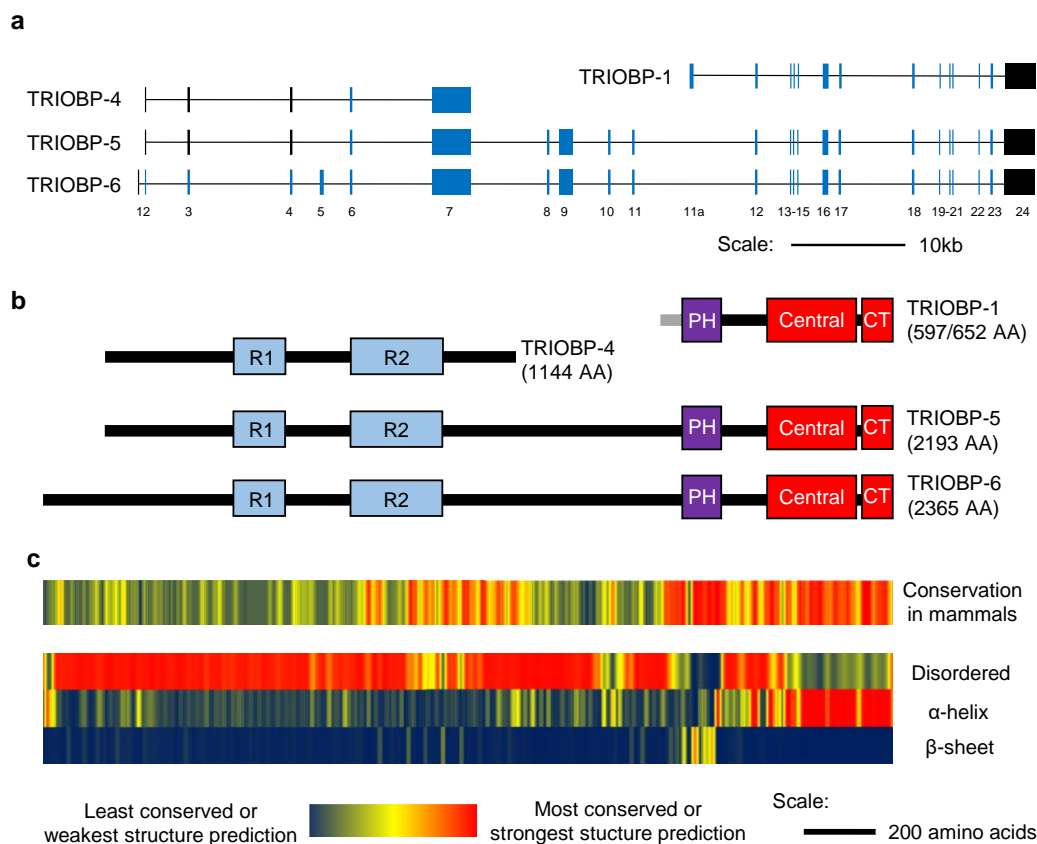 a
TRIOBP-1
TRIOBP-4
TRIOBP-5
TRIOBP-6
12 3 4 5 6 7 8 9 10 11 11a 12 13-15 16 17 18 19-21 22 23 24
Scale: 10kb
b
PH Central CT
TRIOBP-1
(597/652 AA)
R1 R2
TRIOBP-4
(1144 AA)
R1 R2 PH Central CT
TRIOBP-5
(2193 AA)
R1 R2 PH Central CT
TRIOBP-6
(2365 AA)
c
Conservation
in mammals
Disordered
α-helix
β-sheet
Least conserved or
weakest structure prediction
Most conserved or
strongest stucture prediction
Scale:
200 amino acids